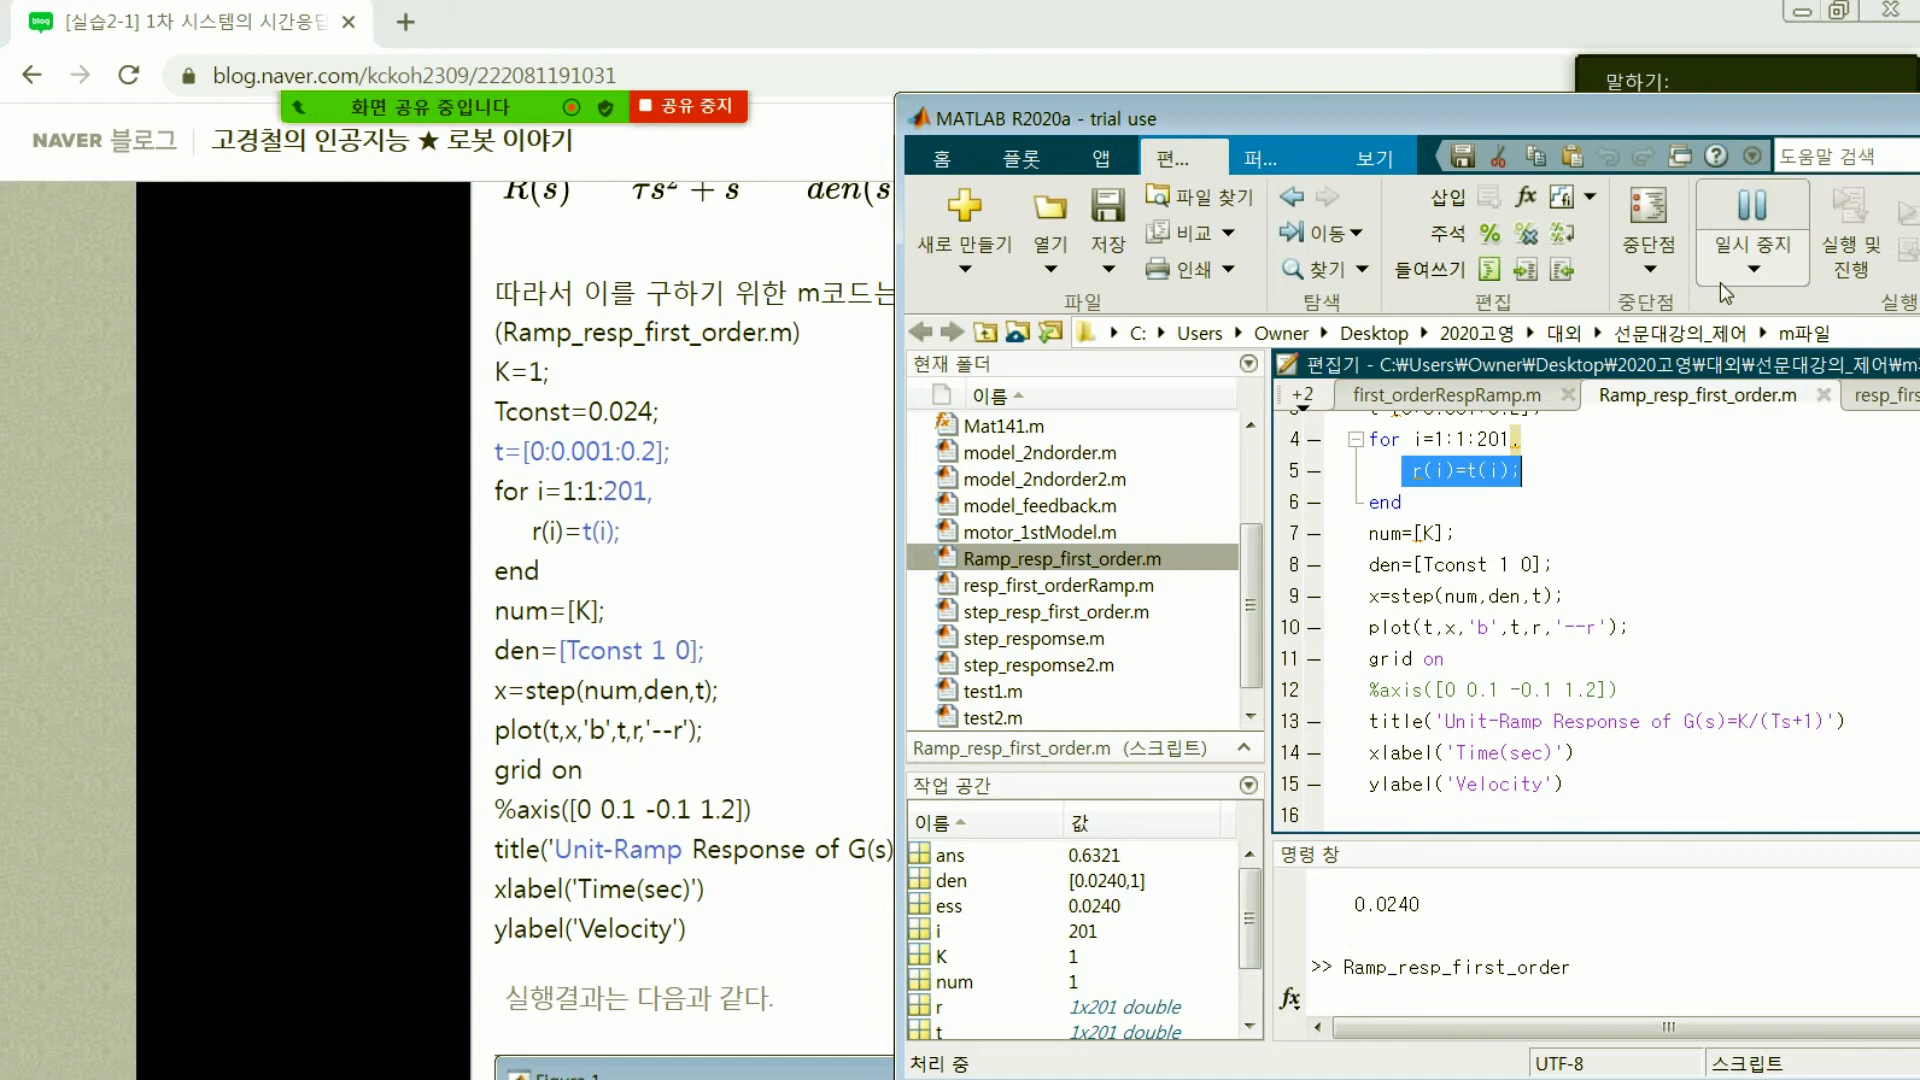 [실습2-1] 1차 시스템의 시간응답
blog.naver.com/kckoh2309/222081191031
말하기:
화면 공유 중입니다
공유 중지
NAVER 블로그
고경철의 인공지능 ★ 로봇 이야기
R(s) τs² + s den(s
따라서 이를 구하기 위한 m코드는
(Ramp_resp_first_order.m)
K=1;
Tconst=0.024;
t=[0:0.001:0.2];
for i=1:1:201,
r(i)=t(i);
end
num=[K];
den=[Tconst 1 0];
x=step(num,den,t);
plot(t,x,'b',t,r,'--r');
grid on
%axis([0 0.1 -0.1 1.2])
title('Unit-Ramp Response of G(s)
xlabel('Time(sec)')
ylabel('Velocity')
실행결과는 다음과 같다.
Figure 1
MATLAB R2020a - trial use
홈 플롯 앱 편... 퍼... 보기
도움말 검색
새로 만들기 열기 저장
파일 찾기
비교
인쇄
파일
이동
찾기
탐색
삽입
주석
들여쓰기
편집
중단점
중단점
일시 중지
실행 및
진행
실행
C: Users Owner Desktop 2020고영 대외 선문대강의_제어 m파일
현재 폴더
이름
Mat141.m
model_2ndorder.m
model_2ndorder2.m
model_feedback.m
motor_1stModel.m
Ramp_resp_first_order.m
resp_first_orderRamp.m
step_resp_first_order.m
step_respomse.m
step_respomse2.m
test1.m
test2.m
Ramp_resp_first_order.m (스크립트)
작업 공간
이름 값
ans 0.6321
den [0.0240,1]
ess 0.0240
i 201
K 1
num 1
r 1x201 double
t 1x201 double
처리 중
편집기 - C:₩Users₩Owner₩Desktop₩2020고영₩대외₩선문대강의_제어₩m
+2 first_orderRespRamp.m Ramp_resp_first_order.m resp_firs
4 for i=1:1:201,
5 r(i)=t(i);
6 end
7 num=[K];
8 den=[Tconst 1 0];
9 x=step(num,den,t);
10 plot(t,x,'b',t,r,'--r');
11 grid on
12 %axis([0 0.1 -0.1 1.2])
13 title('Unit-Ramp Response of G(s)=K/(Ts+1)')
14 xlabel('Time(sec)')
15 ylabel('Velocity')
16
명령 창
0.0240
>> Ramp_resp_first_order
fx
UTF-8 스크립트